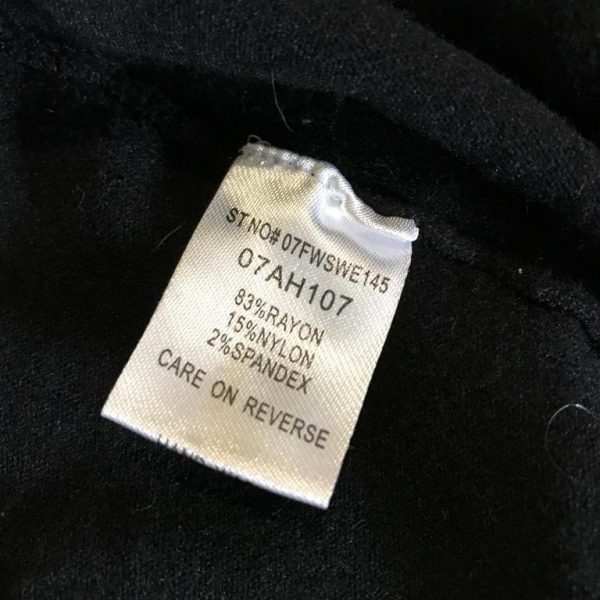 ST NO# 07FWSWE145
07AH107
83%RAYON
15%NYLON
2%SPANDEX
CARE ON REVERSE